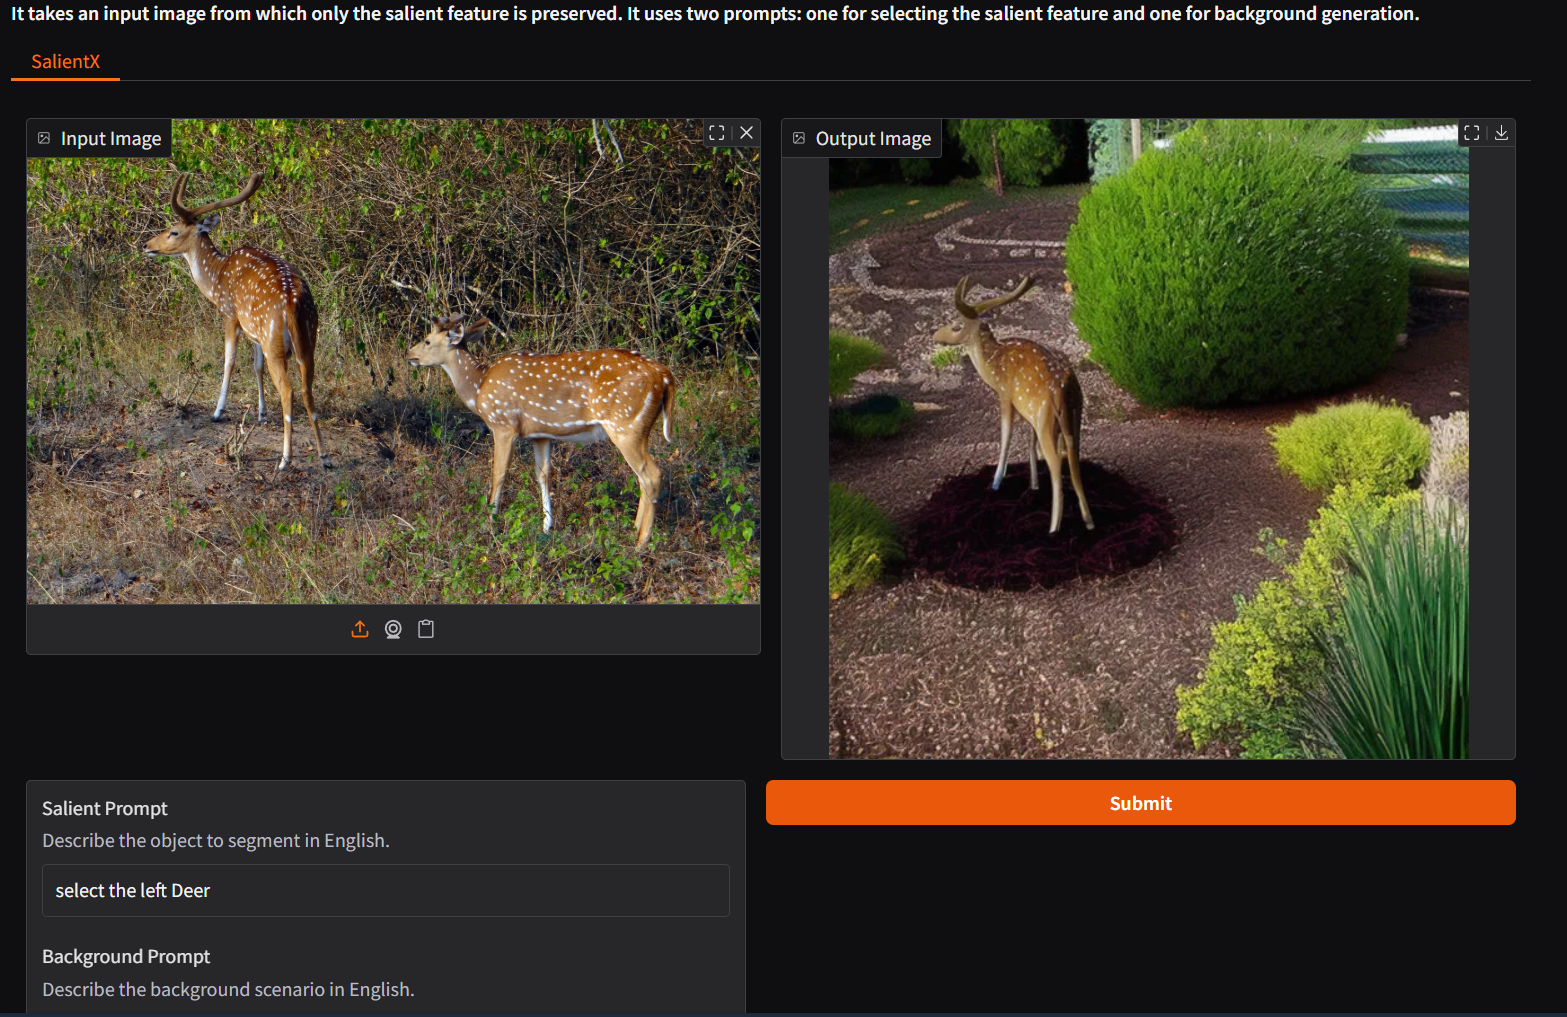 It takes an input image from which only the salient feature is preserved. It uses two prompts: one for selecting the salient feature and one for background generation.
SalientX
Input Image
Output Image
Salient Prompt
Describe the object to segment in English.
select the left Deer
Submit
Background Prompt
Describe the background scenario in English.